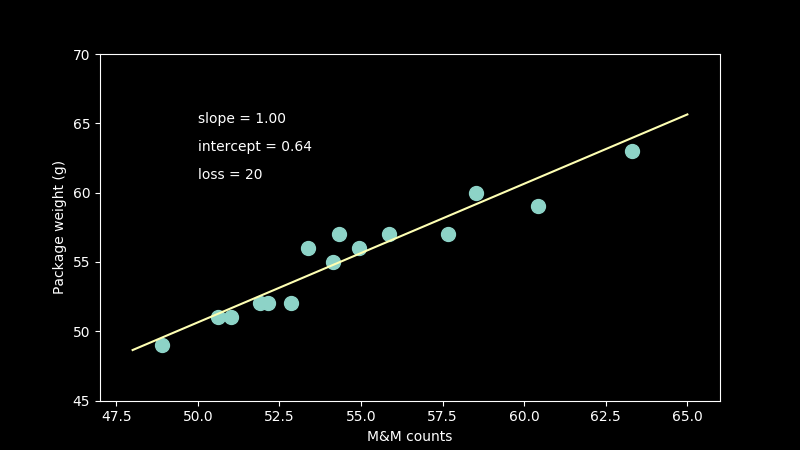 70
65
60
55
50
45
Package weight (g)
slope = 1.00
intercept = 0.64
loss = 20
47.5 50.0 52.5 55.0 57.5 60.0 62.5 65.0
M&M counts